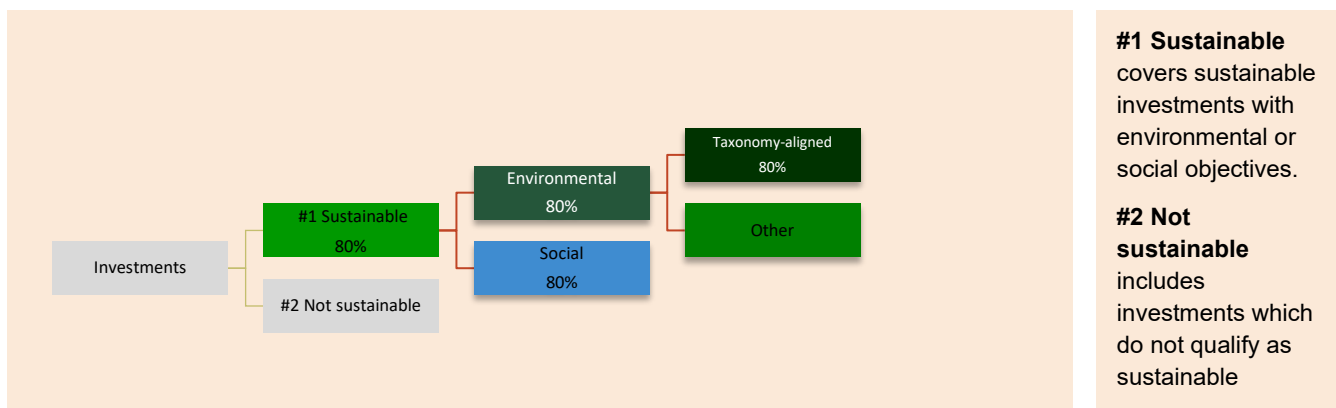 Investments
#1 Sustainable
80%
#2 Not sustainable
Environmental
80%
Social
80%
Taxonomy-aligned
80%
Other
#1 Sustainable
covers sustainable
investments with
environmental or
social objectives.
#2 Not
sustainable
includes
investments which
do not qualify as
sustainable